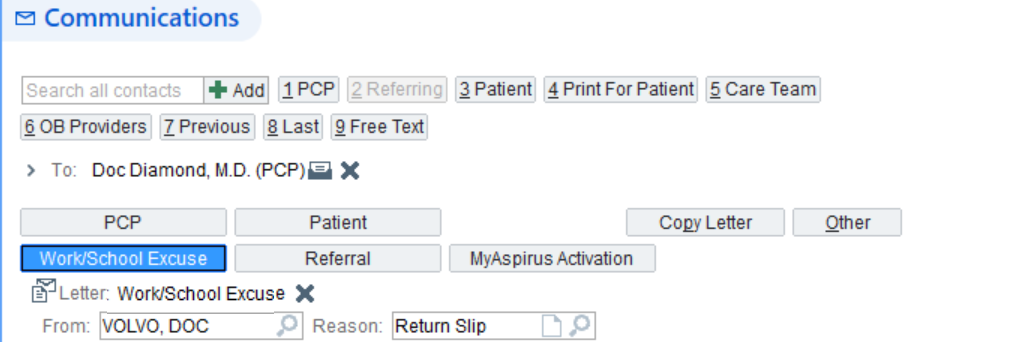 Communications
Search all contacts Add 1 PCP 2 Referring 3 Patient 4 Print For Patient 5 Care Team
6 OB Providers 7 Previous 8 Last 9 Free Text
To: Doc Diamond, M.D. (PCP)
PCP Patient Copy Letter Other
Work/School Excuse Referral MyAspirus Activation
Letter: Work/School Excuse
From: VOLVO, DOC Reason: Return Slip